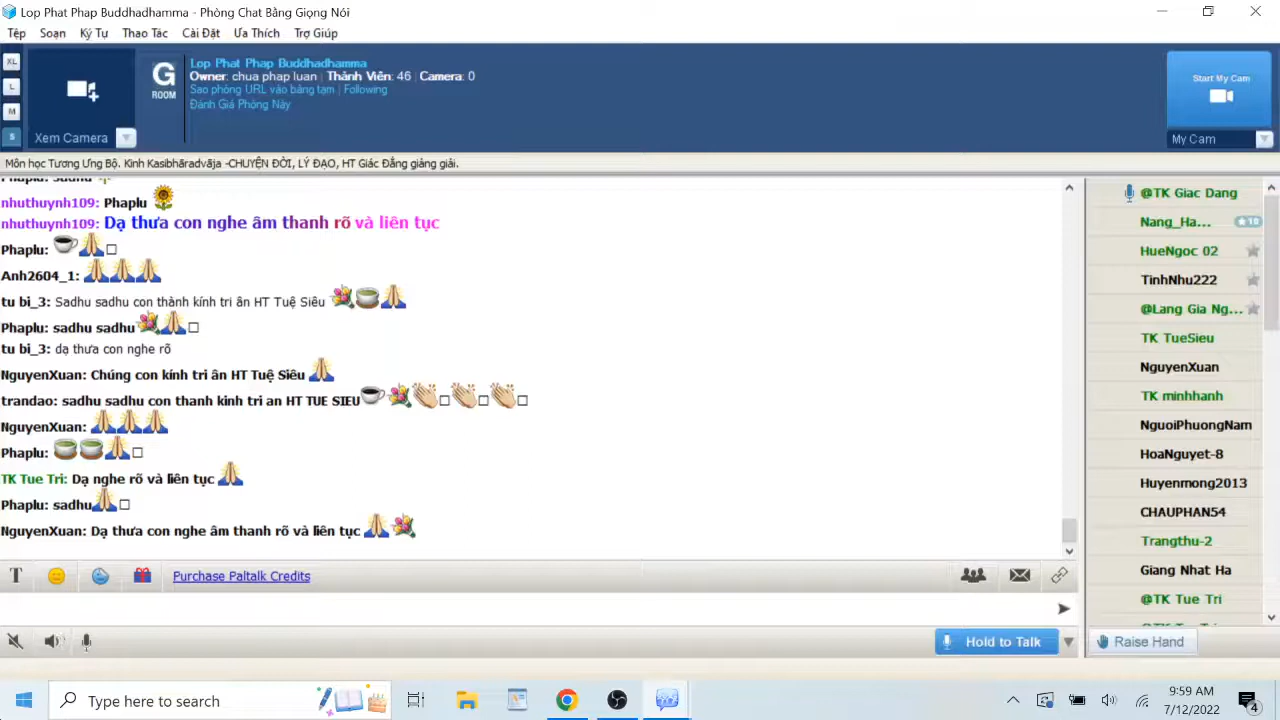 Lop Phat Phap Buddhadhamma - Phòng Chat Bằng Giọng Nói
Tệp Soạn Ký Tự Thao Tác Cài Đặt Ưa Thích Trợ Giúp
XL
L
M
S
Xem Camera
G
ROOM
Lop Phat Phap Buddhadhamma
Owner: chua phap luan | Thành Viên: 46 | Camera: 0
Sao phòng URL vào bảng tạm | Following
Đánh Giá Phòng Này
Start My Cam
My Cam
Môn học Tương Ưng Bộ. Kinh Kasibhāradvāja -CHUYỆN ĐỜI, LÝ ĐẠO, HT Giác Đẳng giảng giải.
Phaplu: sadhu
nhuthuynh109: Phaplu
nhuthuynh109: Dạ thưa con nghe âm thanh rõ và liên tục
Phaplu:
Anh2604_1:
tu bi_3: Sadhu sadhu con thành kính tri ân HT Tuệ Siêu
Phaplu: sadhu sadhu
tu bi_3: dạ thưa con nghe rõ
NguyenXuan: Chúng con kính tri ân HT Tuệ Siêu
trandao: sadhu sadhu con thanh kinh tri an HT TUE SIEU
NguyenXuan:
Phaplu:
TK Tue Tri: Dạ nghe rõ và liên tục
Phaplu: sadhu
NguyenXuan: Dạ thưa con nghe âm thanh rõ và liên tục
@TK Giac Dang
Nang_Ha... 18
HueNgoc 02
TinhNhu222
@Lang Gia Ng...
TK TueSieu
NguyenXuan
TK minhhanh
NguoiPhuongNam
HoaNguyet-8
Huyenmong2013
CHAUPHAN54
Trangthu-2
Giang Nhat Ha
@TK Tue Tri
T Purchase Paltalk Credits
Hold to Talk
Raise Hand
Type here to search
9:59 AM
7/12/2022
4